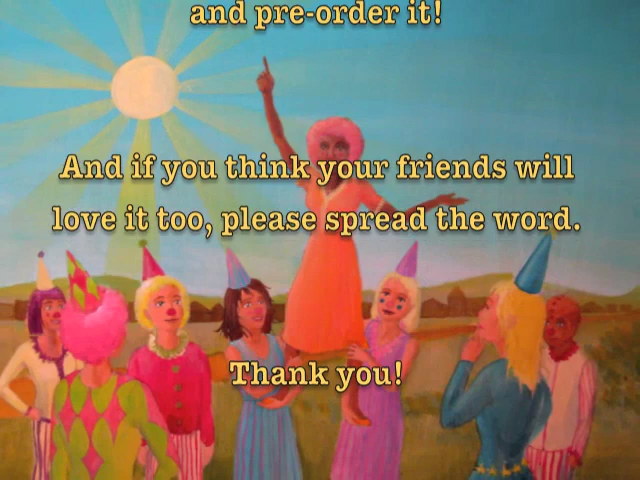 and pre-order it!
And if you think your friends will
love it too, please spread the word.
Thank you!